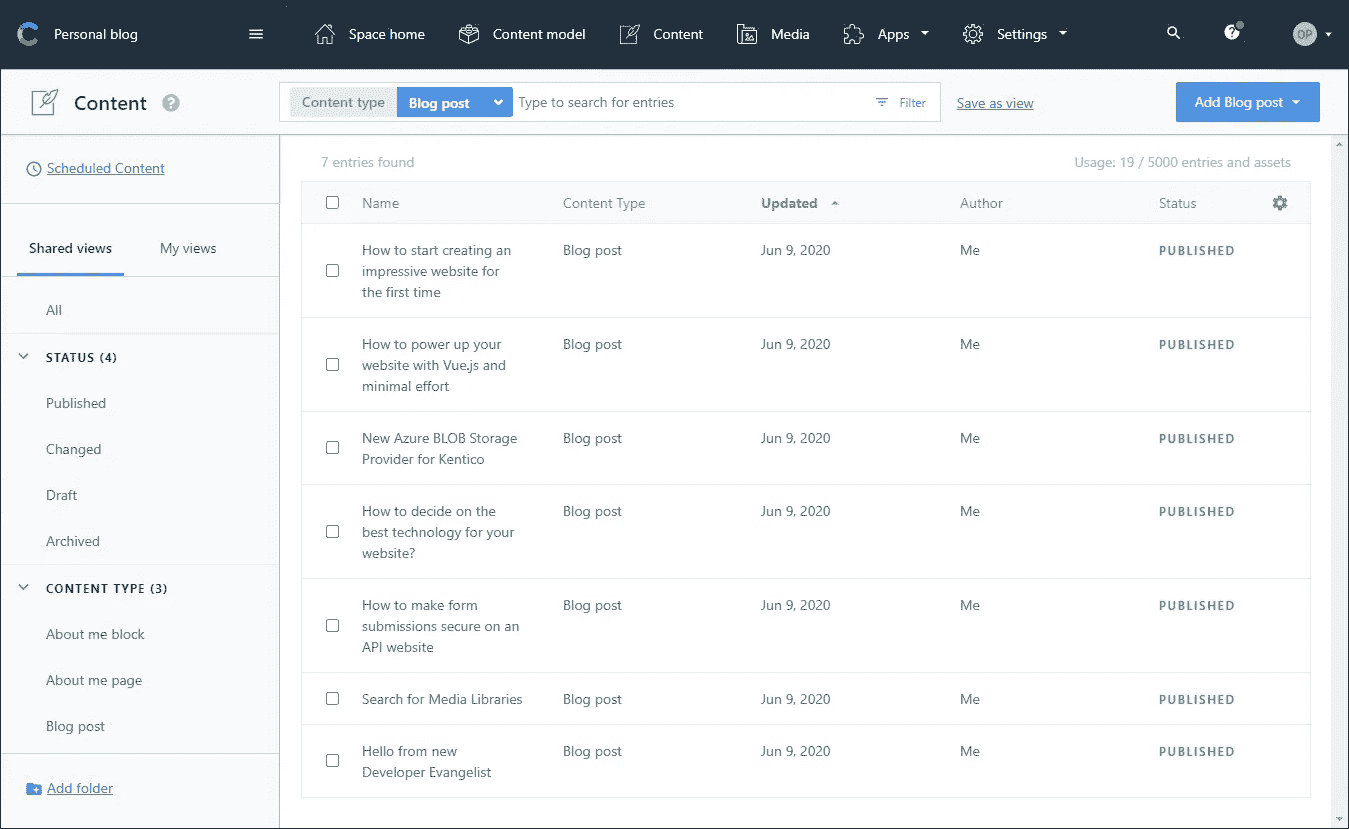 Personal blog
Space home
Content model
Content
Media
Apps
Settings
?
OP
Content
?
Content type
Blog post
Type to search for entries
Filter
Save as view
Add Blog post
Scheduled Content
Shared views
My views
All
STATUS (4)
Published
Changed
Draft
Archived
CONTENT TYPE (3)
About me block
About me page
Blog post
Add folder
7 entries found
Usage: 19 / 5000 entries and assets
Name
Content Type
Updated
Author
Status
How to start creating an
impressive website for
the first time
Blog post
Jun 9, 2020
Me
PUBLISHED
How to power up your
website with Vue.js and
minimal effort
Blog post
Jun 9, 2020
Me
PUBLISHED
New Azure BLOB Storage
Provider for Kentico
Blog post
Jun 9, 2020
Me
PUBLISHED
How to decide on the
best technology for your
website?
Blog post
Jun 9, 2020
Me
PUBLISHED
How to make form
submissions secure on an
API website
Blog post
Jun 9, 2020
Me
PUBLISHED
Search for Media Libraries
Blog post
Jun 9, 2020
Me
PUBLISHED
Hello from new
Developer Evangelist
Blog post
Jun 9, 2020
Me
PUBLISHED